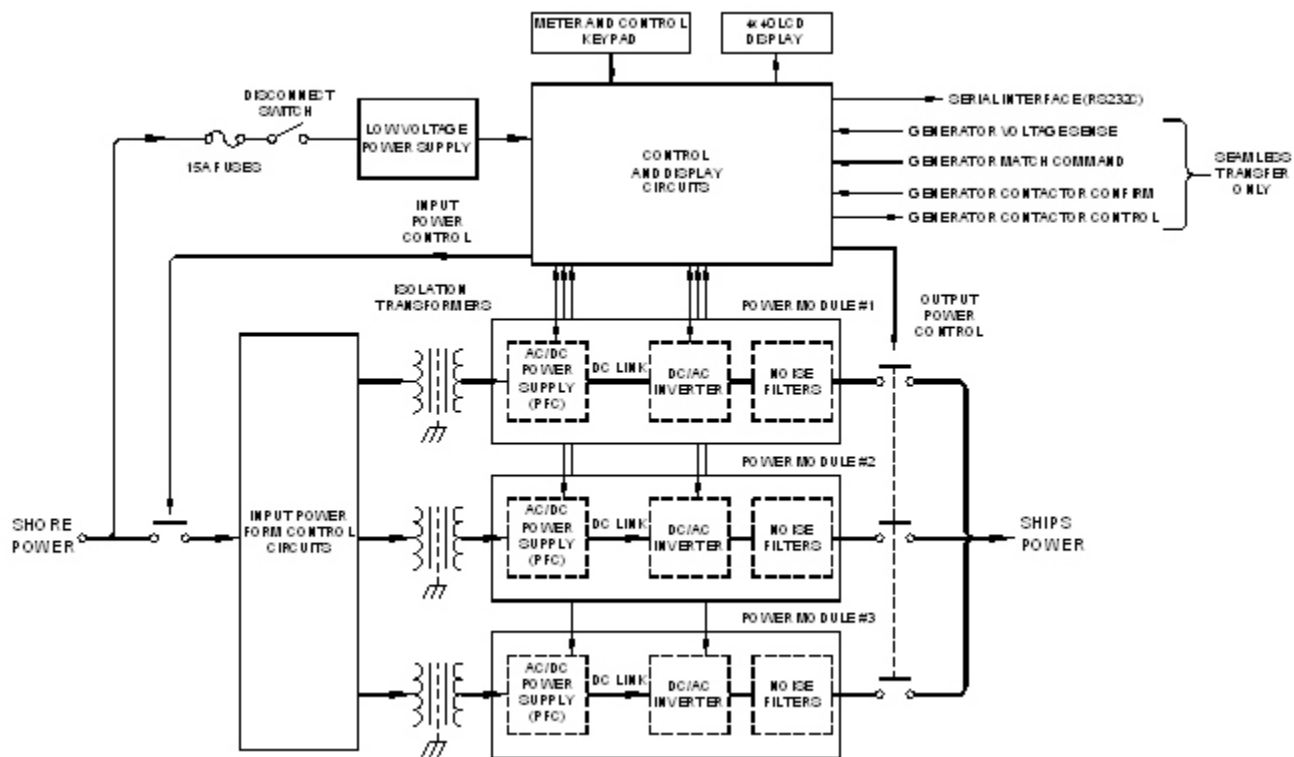 METER AND CONTROL
KEYPAD
4x40 LCD
DISPLAY
DISCONNECT
SWITCH
LOW VOLTAGE
POWER SUPPLY
15A FUSES
CONTROL
AND DISPLAY
CIRCUITS
SERIAL INTERFACE (RS232C)
GENERATOR VOLTAGE SENSE
GENERATOR MATCH COMMAND
GENERATOR CONTACTOR CONFIRM
GENERATOR CONTACTOR CONTROL
SEAMLESS
TRANSFER
ONLY
INPUT
POWER
CONTROL
ISOLATION
TRANSFORMERS
OUTPUT
POWER
CONTROL
POWER MODULE #1
AC/DC
POWER
SUPPLY
(PFC)
DC LINK
DC/AC
INVERTER
NOISE
FILTERS
POWER MODULE #2
AC/DC
POWER
SUPPLY
(PFC)
DC LINK
DC/AC
INVERTER
NOISE
FILTERS
SHORE
POWER
INPUT POWER
FORM CONTROL
CIRCUITS
SHIPS
POWER
POWER MODULE #3
AC/DC
POWER
SUPPLY
(PFC)
DC LINK
DC/AC
INVERTER
NOISE
FILTERS